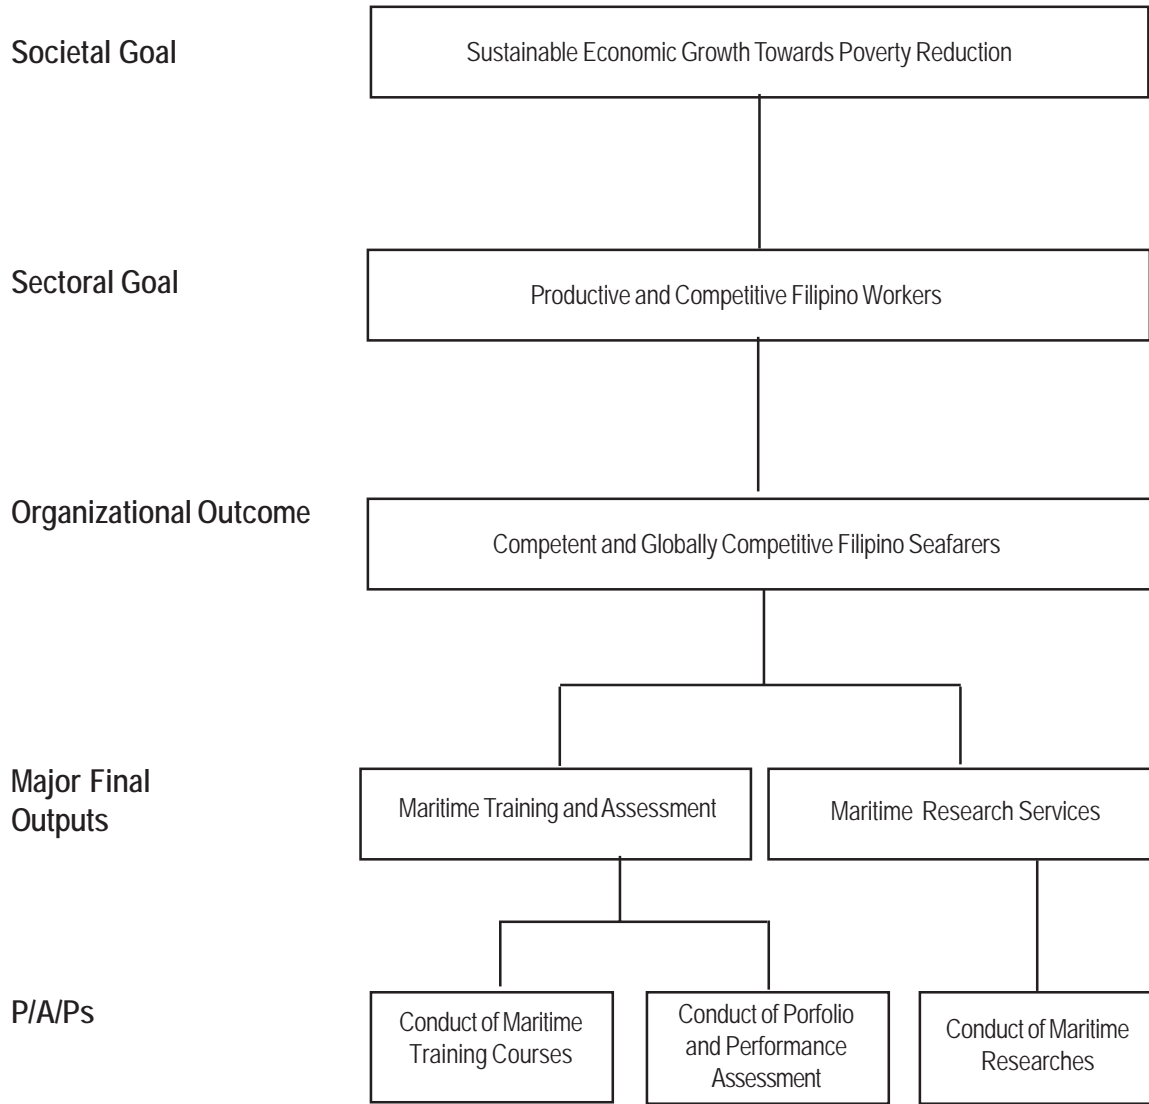 Societal Goal
Sustainable Economic Growth Towards Poverty Reduction
Sectoral Goal
Productive and Competitive Filipino Workers
Organizational Outcome
Competent and Globally Competitive Filipino Seafarers
Major Final
Outputs
Maritime Training and Assessment
Maritime Research Services
P/A/Ps
Conduct of Maritime
Training Courses
Conduct of Porfolio
and Performance
Assessment
Conduct of Maritime
Researches